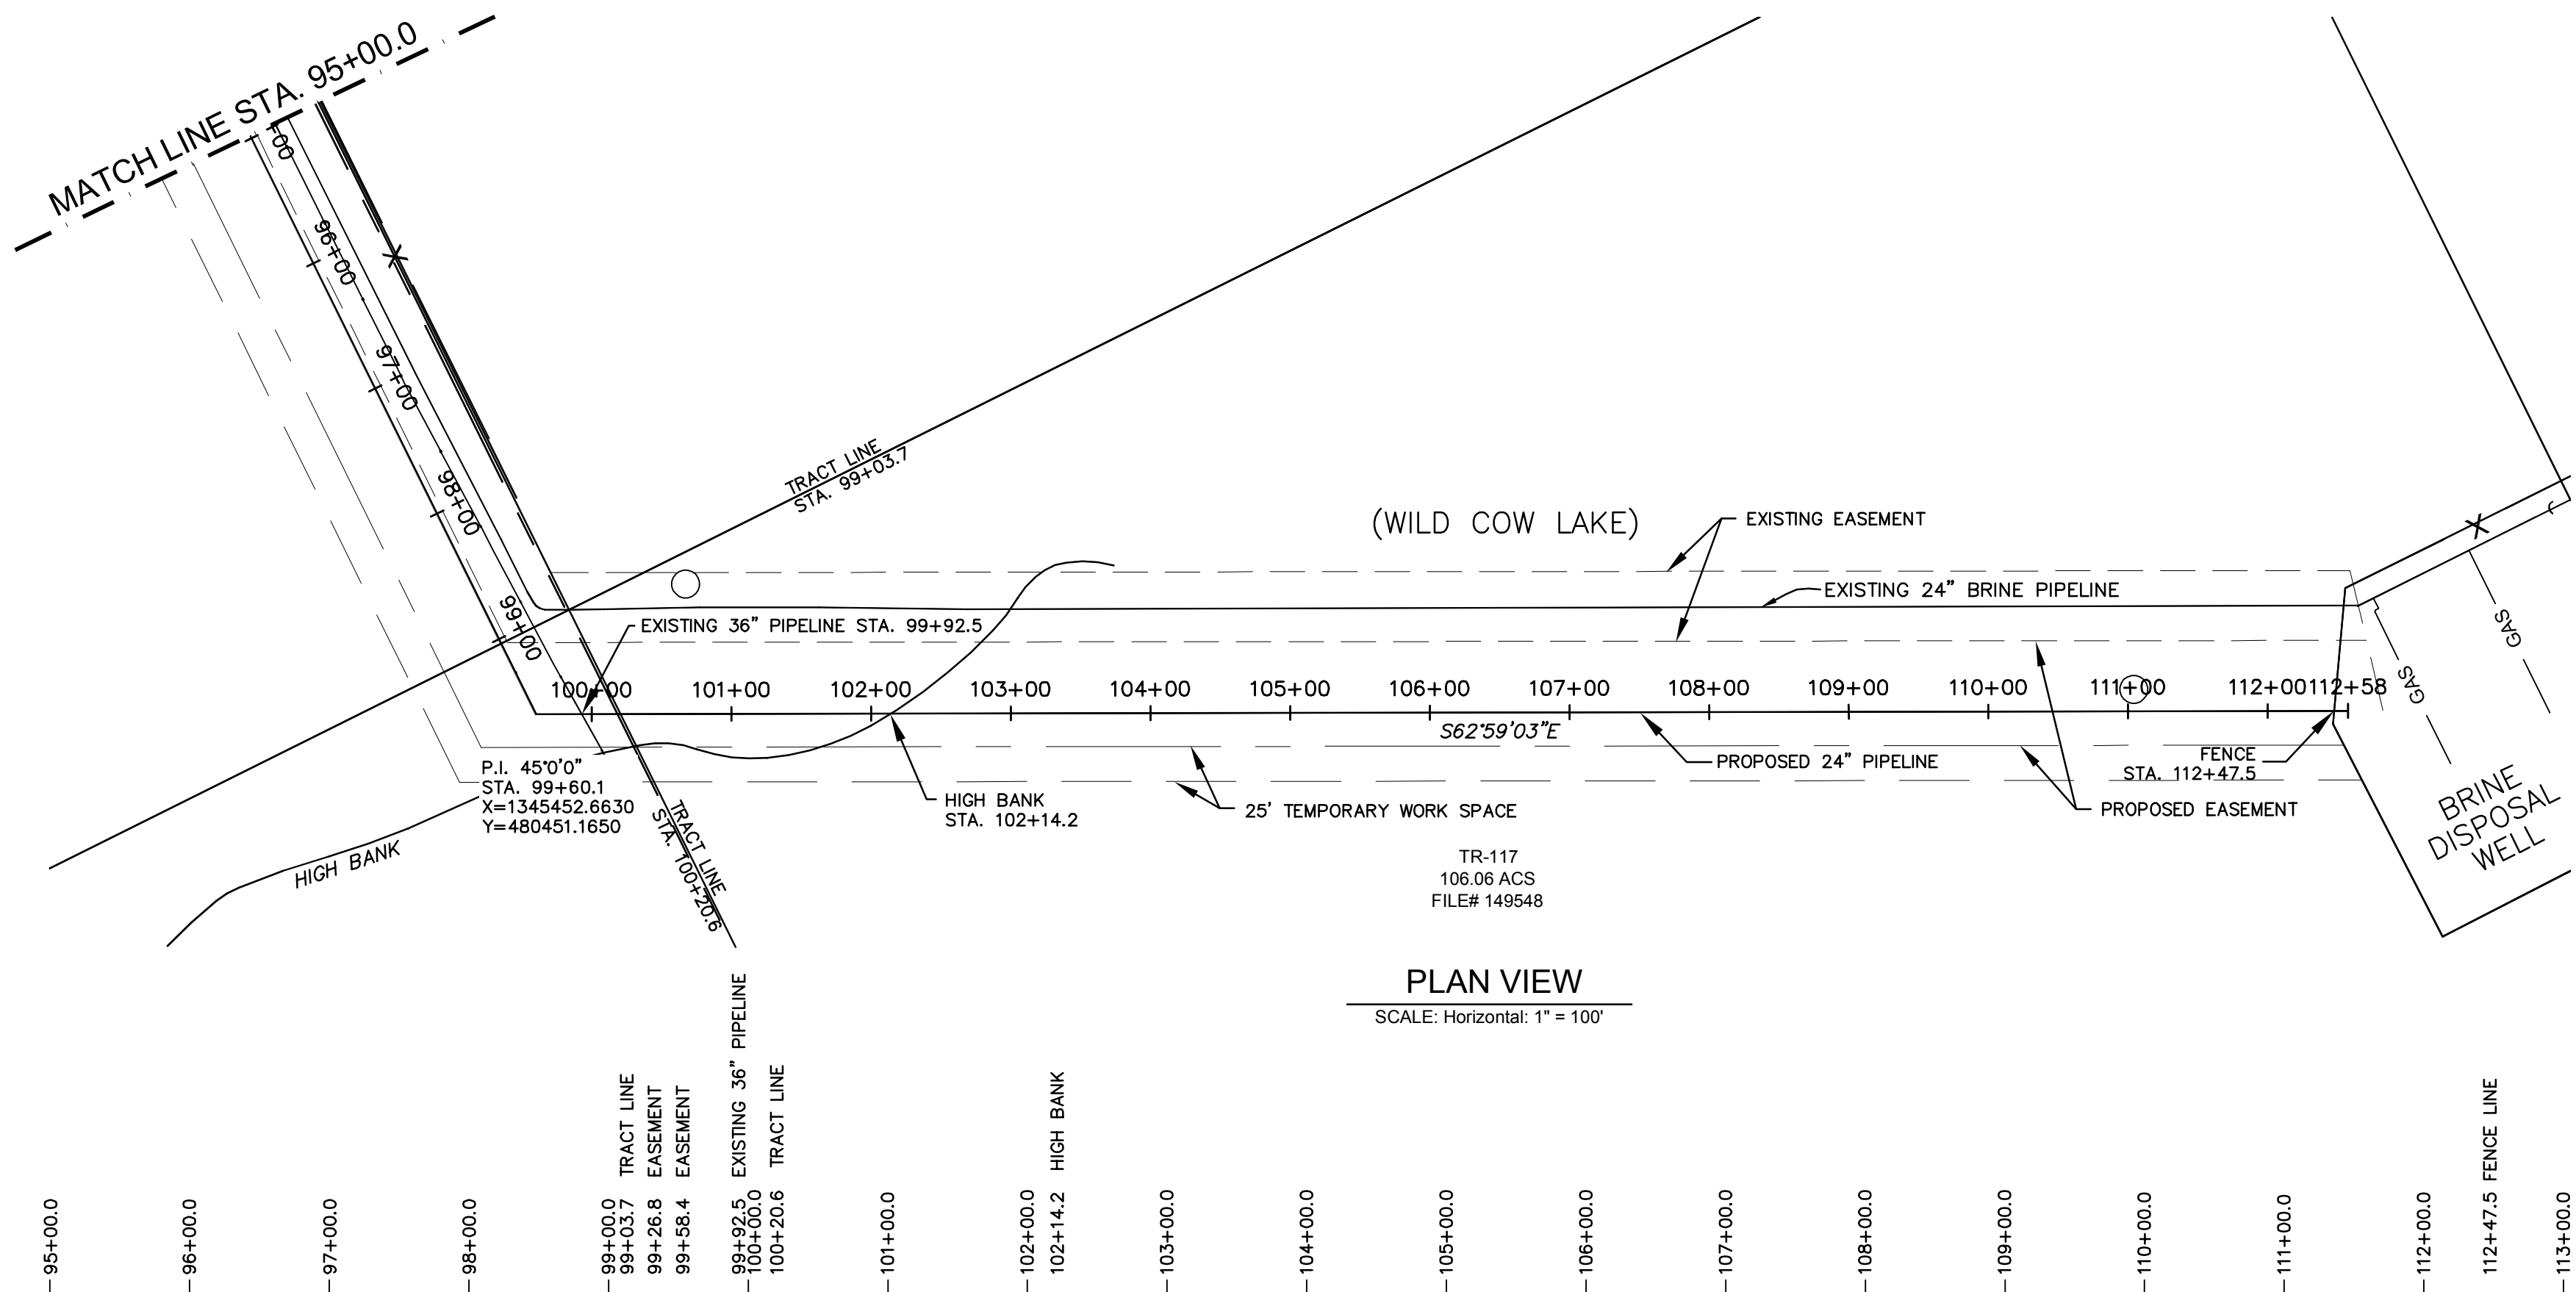 MATCH LINE STA. 95+00.0
+00
96+00
97+00
98+00
99+00
TRACT LINE
STA. 99+03.7
(WILD COW LAKE)
EXISTING EASEMENT
EXISTING 24" BRINE PIPELINE
EXISTING 36" PIPELINE STA. 99+92.5
GAS
GAS
100+00
101+00
102+00
103+00
104+00
105+00
106+00
107+00
108+00
109+00
110+00
111+00
112+00
112+58
S62°59'03"E
PROPOSED 24" PIPELINE
FENCE
STA. 112+47.5
P.I. 45°0'0"
STA. 99+60.1
X=1345452.6630
Y=480451.1650
HIGH BANK
TRACT LINE
STA. 100+20.6
HIGH BANK
STA. 102+14.2
25' TEMPORARY WORK SPACE
PROPOSED EASEMENT
BRINE
DISPOSAL
WELL
TR-117
106.06 ACS
FILE# 149548
PLAN VIEW
SCALE: Horizontal: 1" = 100'
95+00.0
96+00.0
97+00.0
98+00.0
99+00.0
99+03.7 TRACT LINE
99+26.8 EASEMENT
99+58.4 EASEMENT
99+92.5 EXISTING 36" PIPELINE
100+00.0
100+20.6 TRACT LINE
101+00.0
102+00.0
102+14.2 HIGH BANK
103+00.0
104+00.0
105+00.0
106+00.0
107+00.0
108+00.0
109+00.0
110+00.0
111+00.0
112+00.0
112+47.5 FENCE LINE
113+00.0